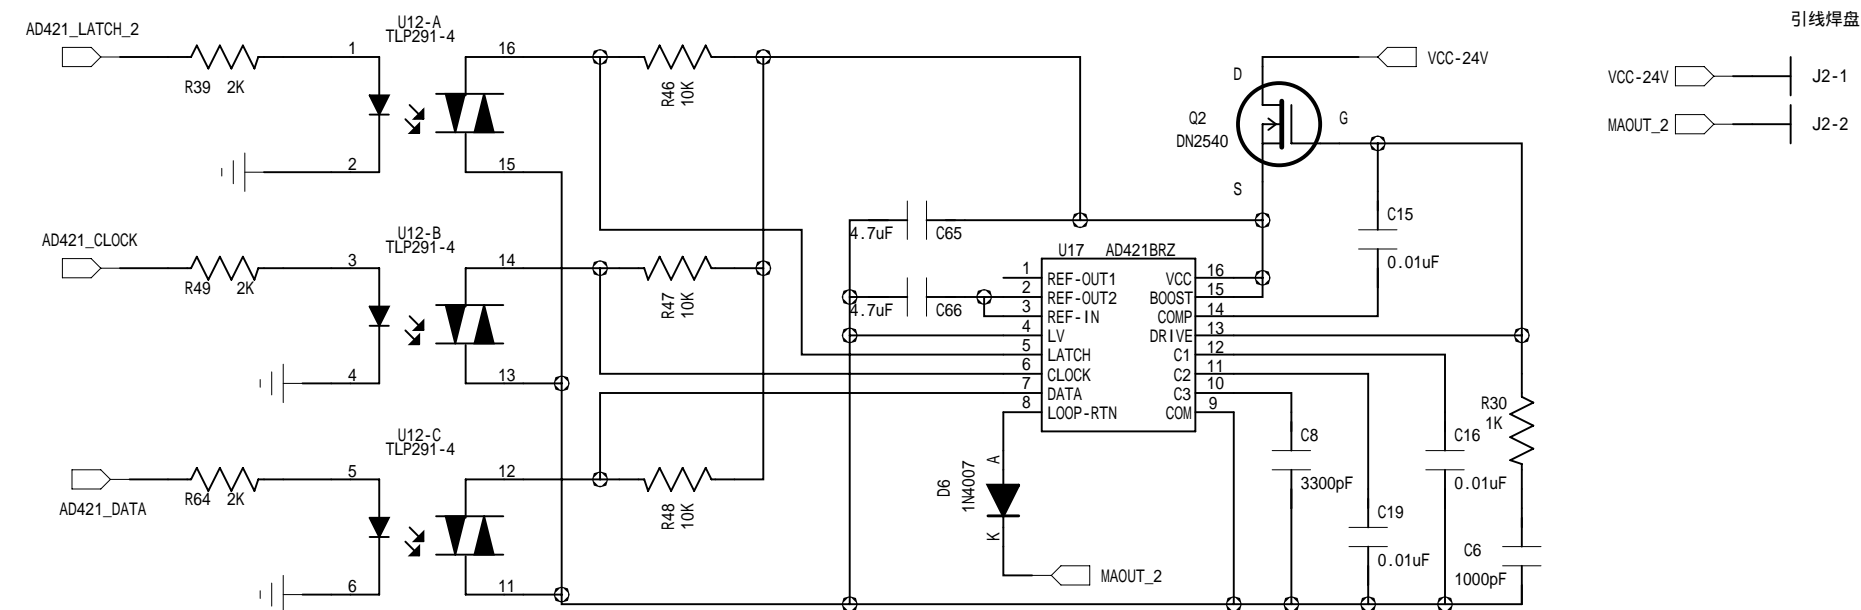 AD421_LATCH_2
R39 2K
1
2
U12-A
TLP291-4
16
15
R46
10K
AD421_CLOCK
R49 2K
3
4
U12-B
TLP291-4
14
13
R47
10K
AD421_DATA
R64 2K
5
6
U12-C
TLP291-4
12
11
R48
10K
4.7uF C65
4.7uF C66
U17 AD421BRZ
1 REF-OUT1
2 REF-OUT2
3 REF-IN
4 LV
5 LATCH
6 CLOCK
7 DATA
8 LOOP-RTN
VCC 16
BOOST 15
COMP 14
DRIVE 13
C1 12
C2 11
C3 10
COM 9
D6
1N4007
A
K
MAOUT_2
D
Q2
DN2540
G
S
VCC-24V
C15
0.01uF
R30
1K
C8
3300pF
C16
0.01uF
C19
0.01uF
C6
1000pF
引线焊盘
VCC-24V J2-1
MAOUT_2 J2-2